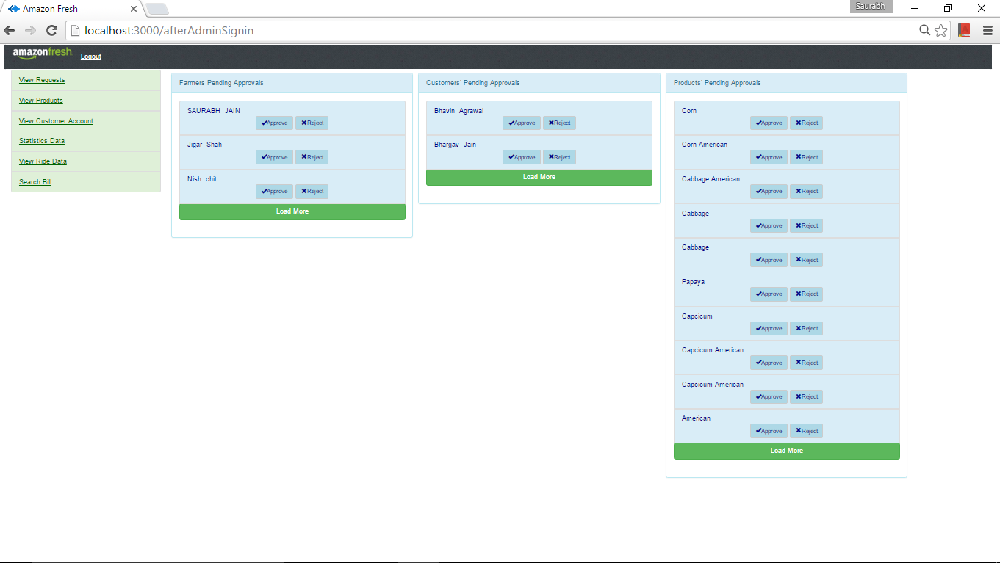 Amazon Fresh
Saurabh
localhost:3000/afterAdminSignin
amazonfresh
Logout
View Requests
View Products
View Customer Account
Statistics Data
View Ride Data
Search Bill
Farmers Pending Approvals
SAURABH JAIN
Approve Reject
Jigar Shah
Approve Reject
Nish chit
Approve Reject
Load More
Customers' Pending Approvals
Bhavin Agrawal
Approve Reject
Bhargav Jain
Approve Reject
Load More
Products' Pending Approvals
Corn
Approve Reject
Corn American
Approve Reject
Cabbage American
Approve Reject
Cabbage
Approve Reject
Cabbage
Approve Reject
Papaya
Approve Reject
Capcicum
Approve Reject
Capcicum American
Approve Reject
Capcicum American
Approve Reject
American
Approve Reject
Load More